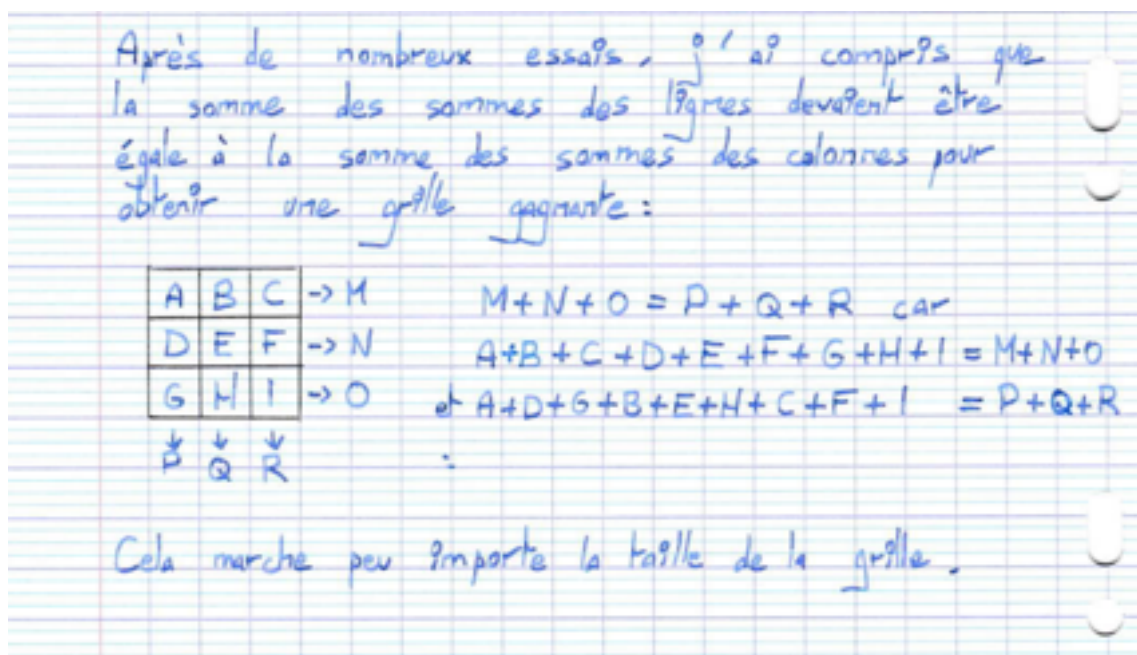 Après de nombreux essais, j'ai compris que
la somme des sommes des lignes devaient être
égale à la somme des sommes des colonnes pour
obtenir une grille gagnante :
A B C -> M M+N+O = P+Q+R car
D E F -> N A+B+C+D+E+F+G+H+I = M+N+O
G H I -> O et A+D+G+B+E+H+C+F+I = P+Q+R
↓ ↓ ↓
P Q R :
Cela marche peu importe la taille de la grille.